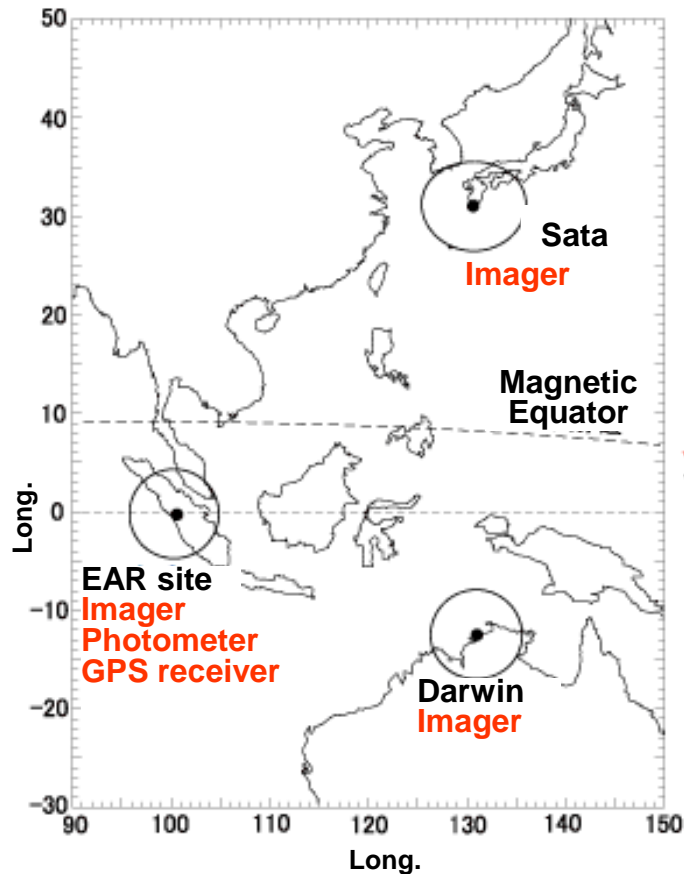 50
40
30
20
10
0
-10
-20
-30
Long.
Sata
Imager
Magnetic
Equator
EAR site
Imager
Photometer
GPS receiver
Darwin
Imager
90
100
110
120
130
140
150
Long.